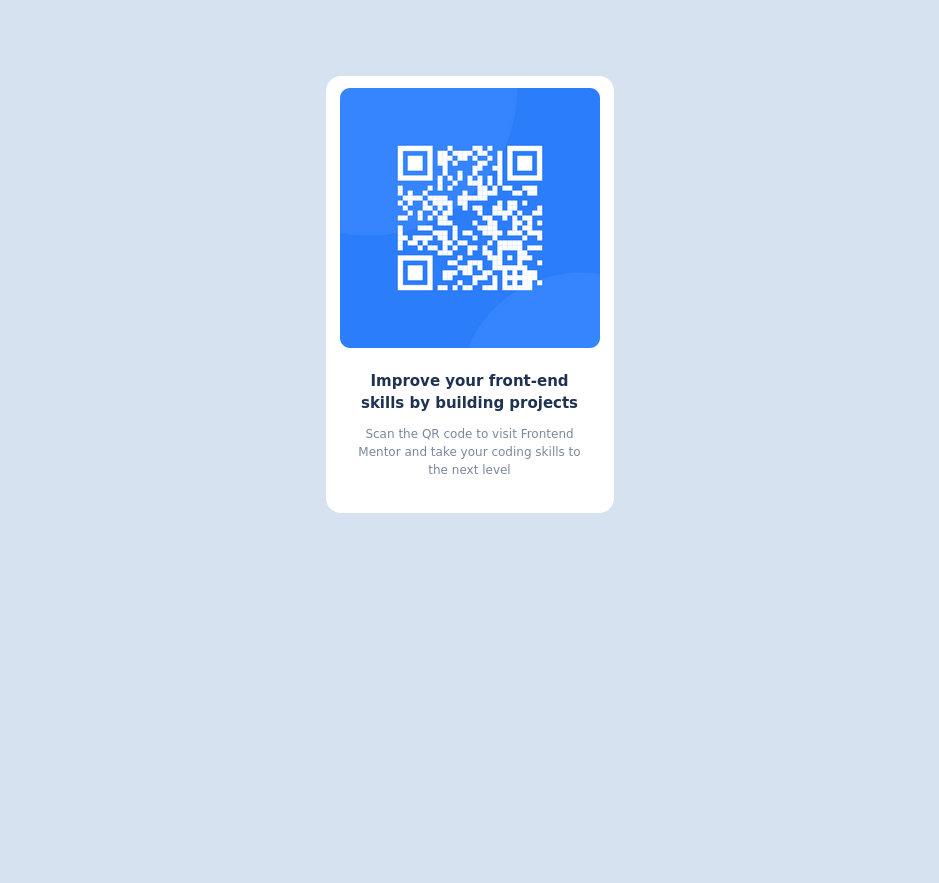 Improve your front-end
skills by building projects
Scan the QR code to visit Frontend
Mentor and take your coding skills to
the next level